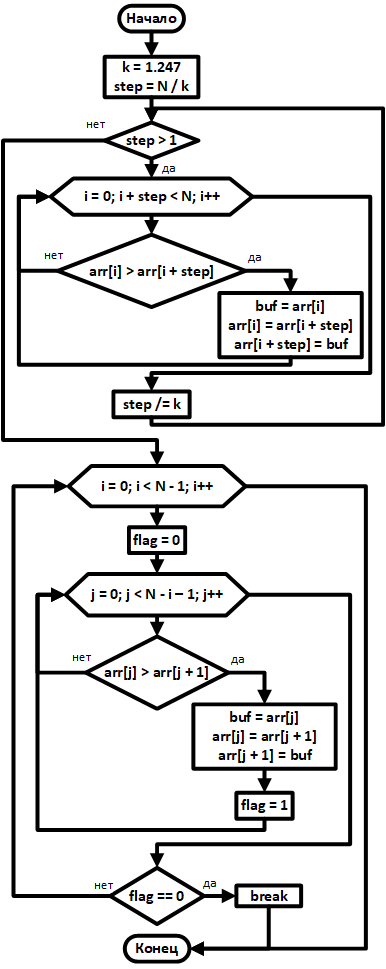 Начало
k = 1.247
step = N / k
нет
step > 1
да
i = 0; i + step < N; i++
нет
да
arr[i] > arr[i + step]
buf = arr[i]
arr[i] = arr[i + step]
arr[i + step] = buf
step /= k
i = 0; i < N - 1; i++
flag = 0
j = 0; j < N - i – 1; j++
нет
да
arr[j] > arr[j + 1]
buf = arr[j]
arr[j] = arr[j + 1]
arr[j + 1] = buf
flag = 1
нет
да
flag == 0
break
Конец